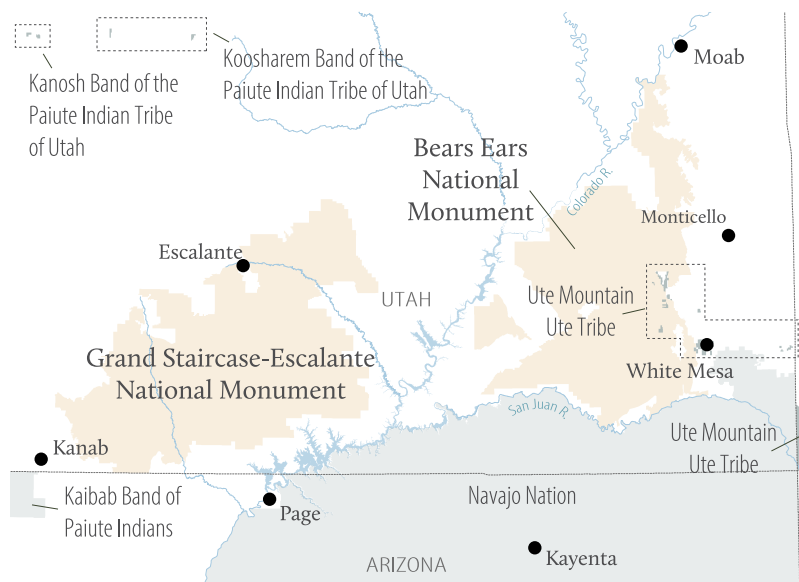 Moab
Koosharem Band of the
Paiute Indian Tribe of Utah
Kanosh Band of the
Paiute Indian Tribe
of Utah
Bears Ears
National
Monument
Colorado R.
Monticello
Escalante
UTAH
Ute Mountain
Ute Tribe
Grand Staircase-Escalante
National Monument
White Mesa
San Juan R.
Ute Mountain
Ute Tribe
Kanab
Kaibab Band of
Paiute Indians
Navajo Nation
Page
Kayenta
ARIZONA